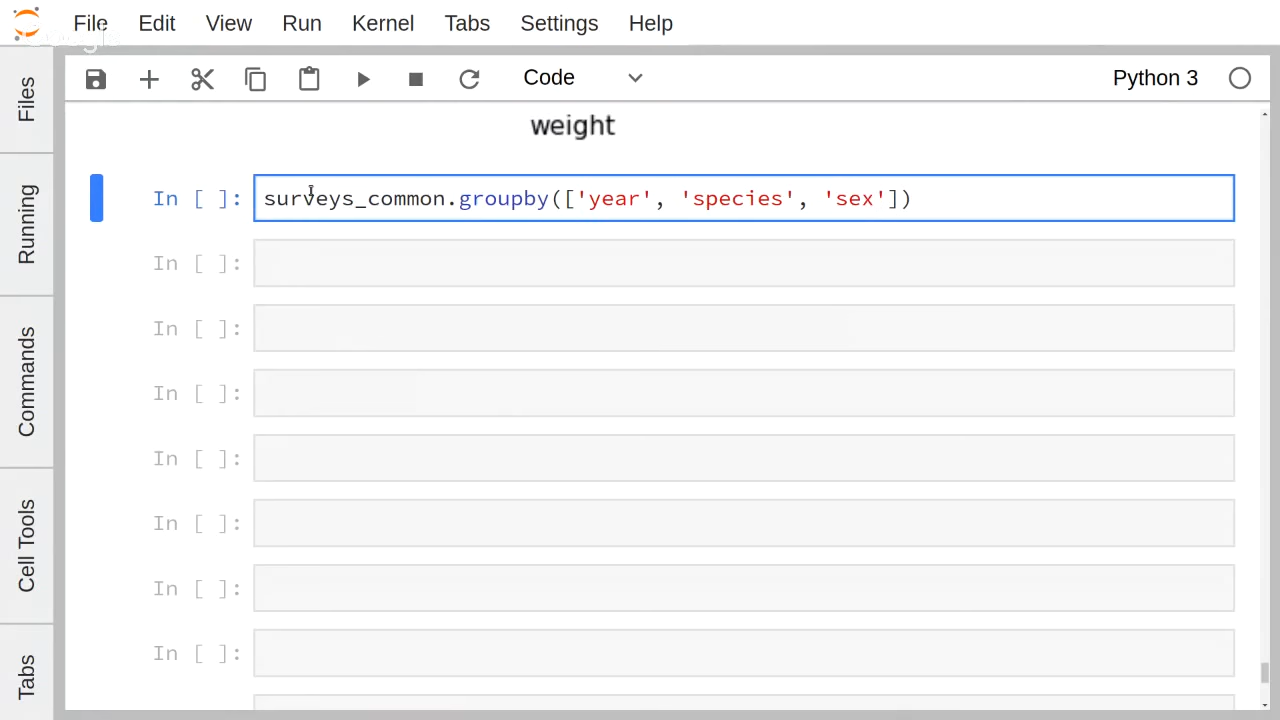 File Edit View Run Kernel Tabs Settings Help
Code Python 3
Files
Running
Commands
Cell Tools
Tabs
weight
In [ ]: surveys_common.groupby(['year', 'species', 'sex'])
In [ ]:
In [ ]:
In [ ]:
In [ ]:
In [ ]:
In [ ]:
In [ ]: